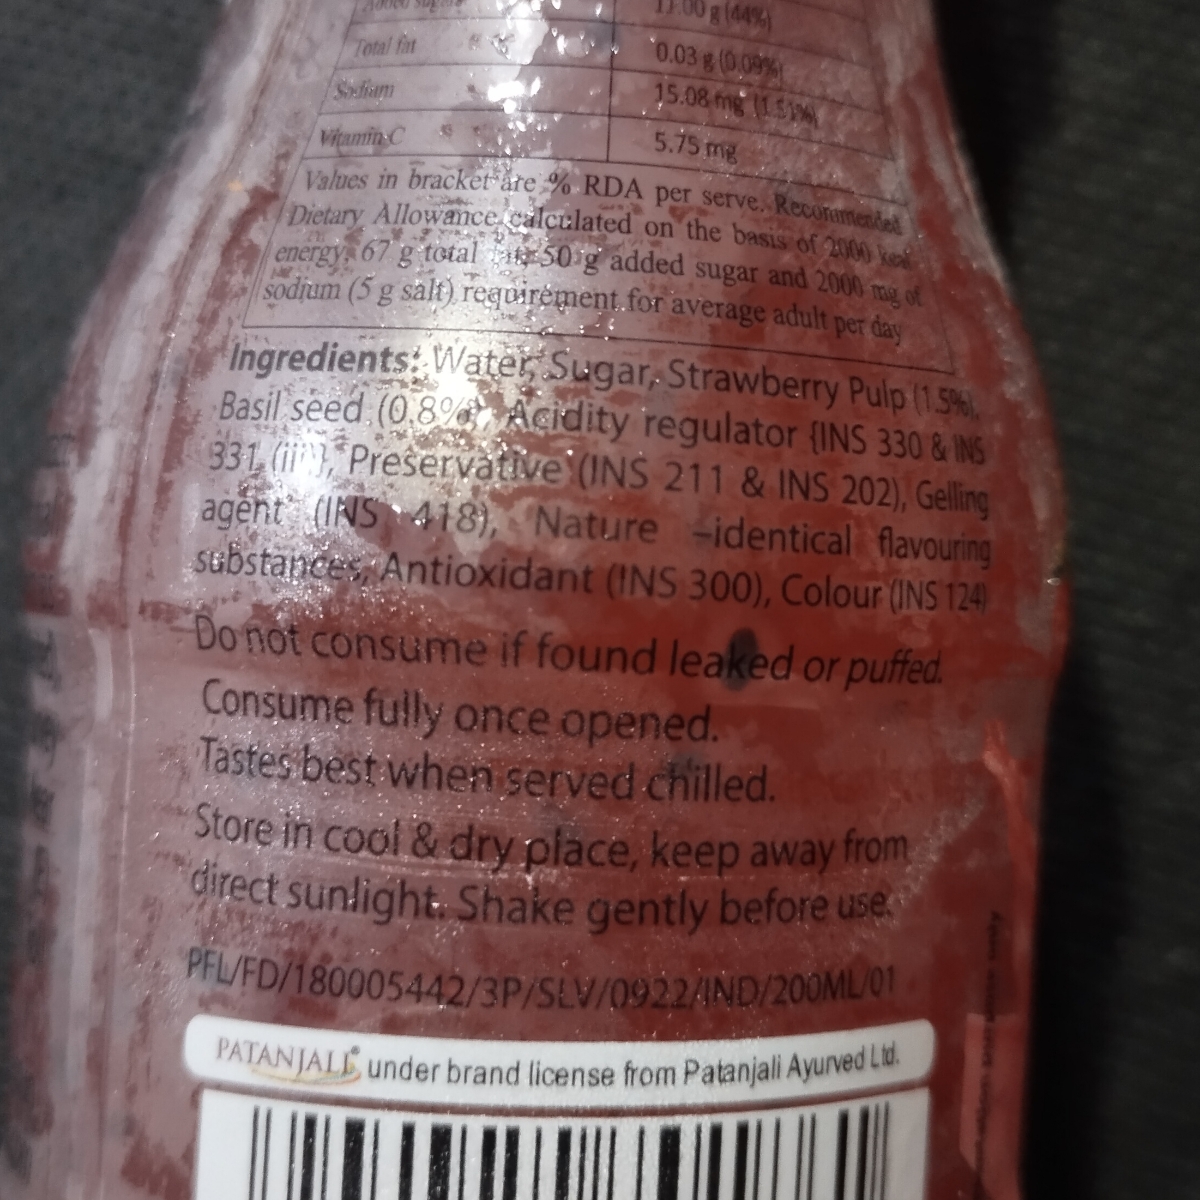 Added sugars 11.00 g (44%)
Total fat 0.03 g (0.09%)
Sodium 15.08 mg (1.51%)
Vitamin C 5.75 mg
Values in bracket are % RDA per serve. Recommended
Dietary Allowance calculated on the basis of 2000 kcal
energy, 67 g total fat, 50 g added sugar and 2000 mg of
sodium (5 g salt) requirement for average adult per day
Ingredients: Water, Sugar, Strawberry Pulp (1.5%),
Basil seed (0.8%), Acidity regulator {INS 330 & INS
331 (iii)}, Preservative (INS 211 & INS 202), Gelling
agent (INS 418), Nature –identical flavouring
substances, Antioxidant (INS 300), Colour (INS 124)
Do not consume if found leaked or puffed.
Consume fully once opened.
Tastes best when served chilled.
Store in cool & dry place, keep away from
direct sunlight. Shake gently before use.
PFL/FD/180005442/3P/SLV/0922/IND/200ML/01
PATANJALI® under brand license from Patanjali Ayurved Ltd.